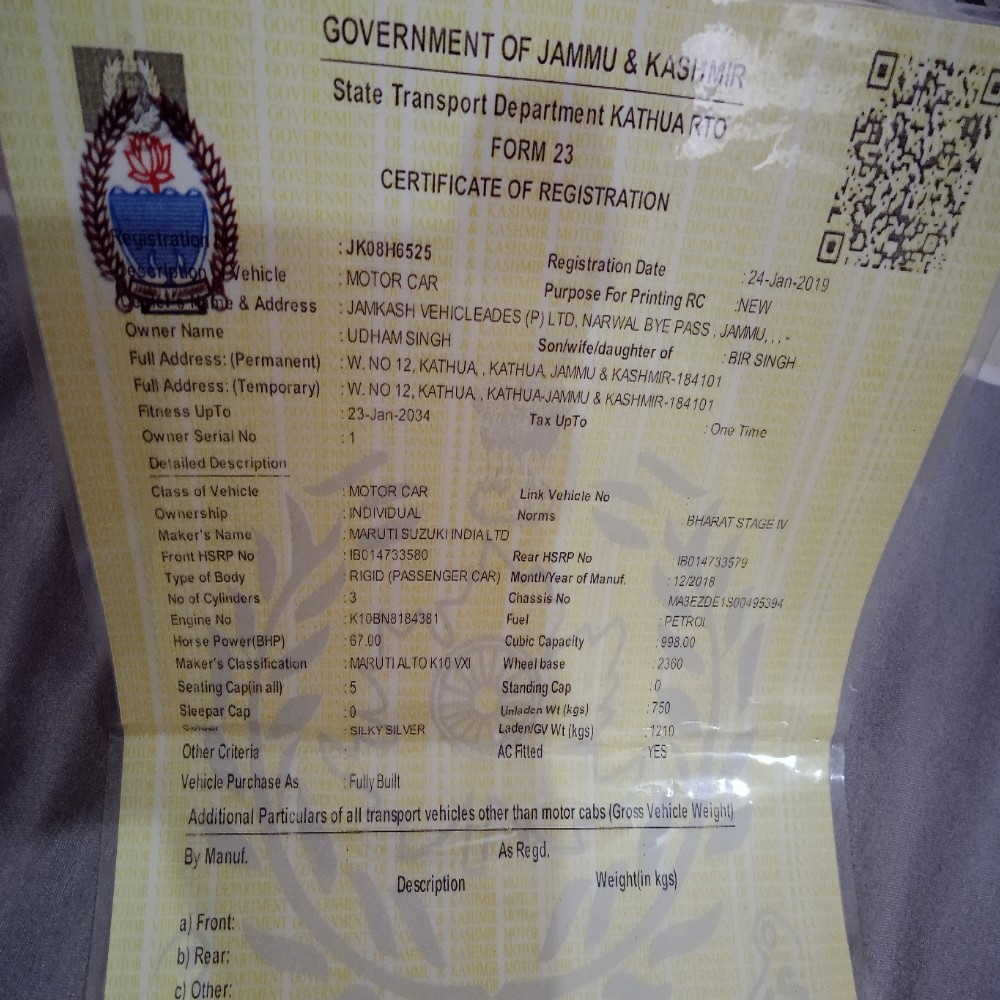 GOVERNMENT OF JAMMU & KASHMIR
State Transport Department KATHUA RTO
FORM 23
CERTIFICATE OF REGISTRATION
Registration : JK08H6525 Registration Date : 24-Jan-2019
Description Vehicle : MOTOR CAR Purpose For Printing RC :NEW
Name & Address : JAMKASH VEHICLEADES (P) LTD, NARWAL BYE PASS , JAMMU, , , -
Owner Name : UDHAM SINGH Son/wife/daughter of : BIR SINGH
Full Address: (Permanent) : W. NO 12, KATHUA, , KATHUA, JAMMU & KASHMIR-184101
Full Address: (Temporary) : W. NO 12, KATHUA, , KATHUA-JAMMU & KASHMIR-184101
Fitness UpTo : 23-Jan-2034 Tax UpTo : One Time
Owner Serial No : 1
Detailed Description
Class of Vehicle : MOTOR CAR Link Vehicle No :
Ownership : INDIVIDUAL Norms : BHARAT STAGE IV
Maker's Name : MARUTI SUZUKI INDIA LTD
Front HSRP No : IB014733580 Rear HSRP No : IB014733579
Type of Body : RIGID (PASSENGER CAR) Month/Year of Manuf. : 12/2018
No of Cylinders : 3 Chassis No : MA3EZDE1S00495394
Engine No : K10BN8184381 Fuel : PETROL
Horse Power(BHP) : 67.00 Cubic Capacity : 998.00
Maker's Classification : MARUTI ALTO K10 VXI Wheel base : 2360
Seating Cap(in all) : 5 Standing Cap : 0
Sleepar Cap : 0 Unladen Wt (kgs) : 750
: SILKY SILVER Laden/GV Wt (kgs) : 1210
Other Criteria : AC Fitted YES
Vehicle Purchase As : Fully Built
Additional Particulars of all transport vehicles other than motor cabs (Gross Vehicle Weight)
By Manuf. : As Regd. :
Description Weight(in kgs)
a) Front:
b) Rear:
c) Other: